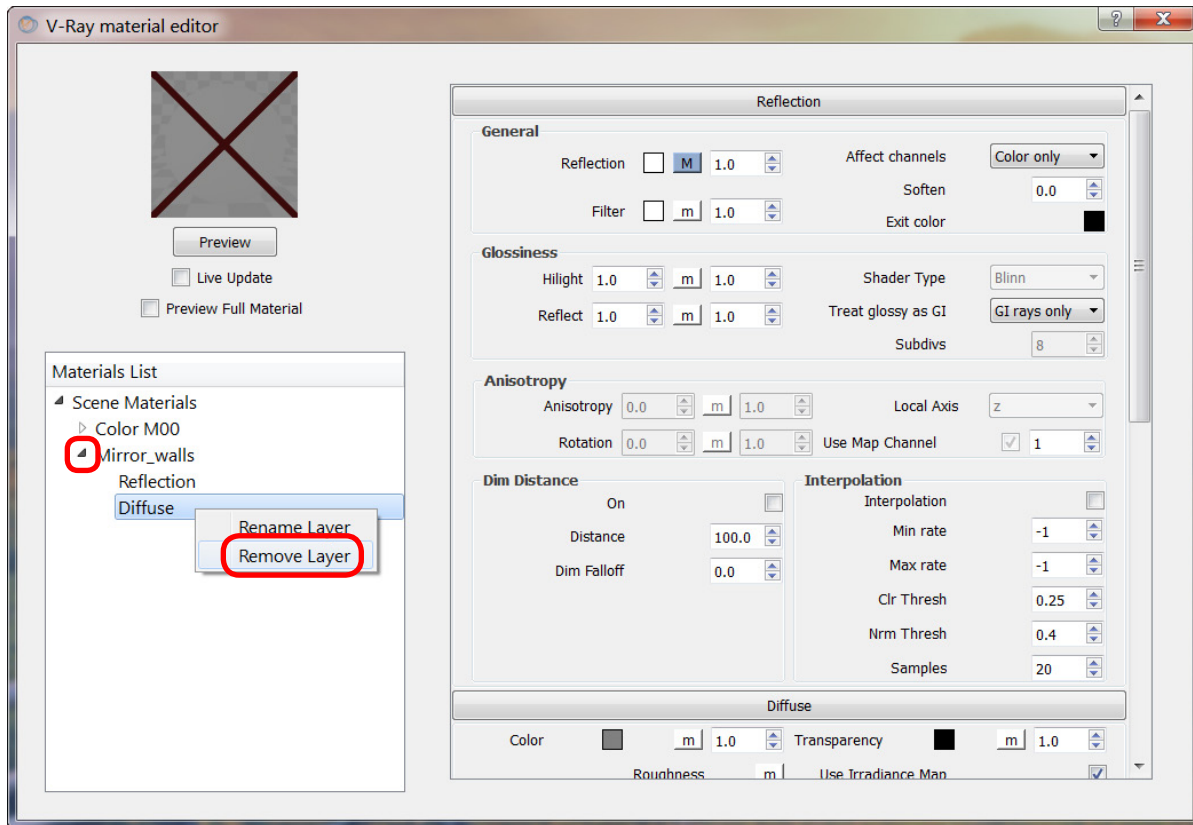 V-Ray material editor
Preview
Live Update
Preview Full Material
Materials List
Scene Materials
Color M00
Mirror_walls
Reflection
Diffuse
Rename Layer
Remove Layer
Reflection
General
Reflection M 1.0 Affect channels Color only
Soften 0.0
Filter m 1.0
Exit color
Glossiness
Hilight 1.0 m 1.0 Shader Type Blinn
Reflect 1.0 m 1.0 Treat glossy as GI GI rays only
Subdivs 8
Anisotropy
Anisotropy 0.0 m 1.0 Local Axis z
Rotation 0.0 m 1.0 Use Map Channel 1
Dim Distance
On
Distance 100.0
Dim Falloff 0.0
Interpolation
Interpolation
Min rate -1
Max rate -1
Clr Thresh 0.25
Nrm Thresh 0.4
Samples 20
Diffuse
Color m 1.0 Transparency m 1.0
Roughness m Use Irradiance Map